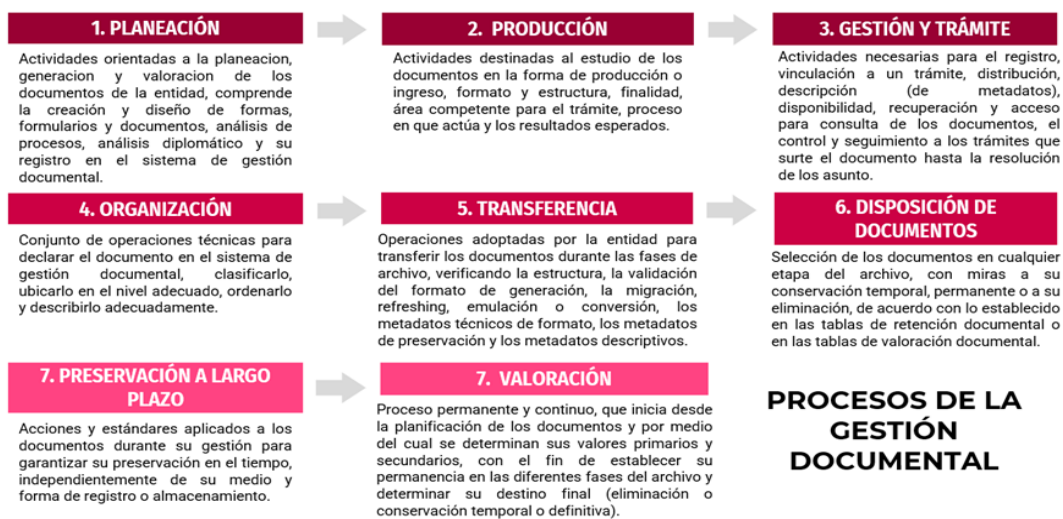 1. PLANEACIÓN
Actividades orientadas a la planeacion,
generacion y valoracion de los
documentos de la entidad, comprende
la creación y diseño de formas,
formularios y documentos, análisis de
procesos, análisis diplomático y su
registro en el sistema de gestión
documental.
2. PRODUCCIÓN
Actividades destinadas al estudio de los
documentos en la forma de producción o
ingreso, formato y estructura, finalidad,
área competente para el trámite, proceso
en que actúa y los resultados esperados.
3. GESTIÓN Y TRÁMITE
Actividades necesarias para el registro,
vinculación a un trámite, distribución,
descripción (de metadatos),
disponibilidad, recuperación y acceso
para consulta de los documentos, el
control y seguimiento a los trámites que
surte el documento hasta la resolución
de los asunto.
4. ORGANIZACIÓN
Conjunto de operaciones técnicas para
declarar el documento en el sistema de
gestión documental, clasificarlo,
ubicarlo en el nivel adecuado, ordenarlo
y describirlo adecuadamente.
5. TRANSFERENCIA
Operaciones adoptadas por la entidad para
transferir los documentos durante las fases de
archivo, verificando la estructura, la validación
del formato de generación, la migración,
refreshing, emulación o conversión, los
metadatos técnicos de formato, los metadatos
de preservación y los metadatos descriptivos.
6. DISPOSICIÓN DE
DOCUMENTOS
Selección de los documentos en cualquier
etapa del archivo, con miras a su
conservación temporal, permanente o a su
eliminación, de acuerdo con lo establecido
en las tablas de retención documental o
en las tablas de valoración documental.
7. PRESERVACIÓN A LARGO
PLAZO
Acciones y estándares aplicados a los
documentos durante su gestión para
garantizar su preservación en el tiempo,
independientemente de su medio y
forma de registro o almacenamiento.
7. VALORACIÓN
Proceso permanente y continuo, que inicia desde
la planificación de los documentos y por medio
del cual se determinan sus valores primarios y
secundarios, con el fin de establecer su
permanencia en las diferentes fases del archivo y
determinar su destino final (eliminación o
conservación temporal o definitiva).
PROCESOS DE LA
GESTIÓN
DOCUMENTAL